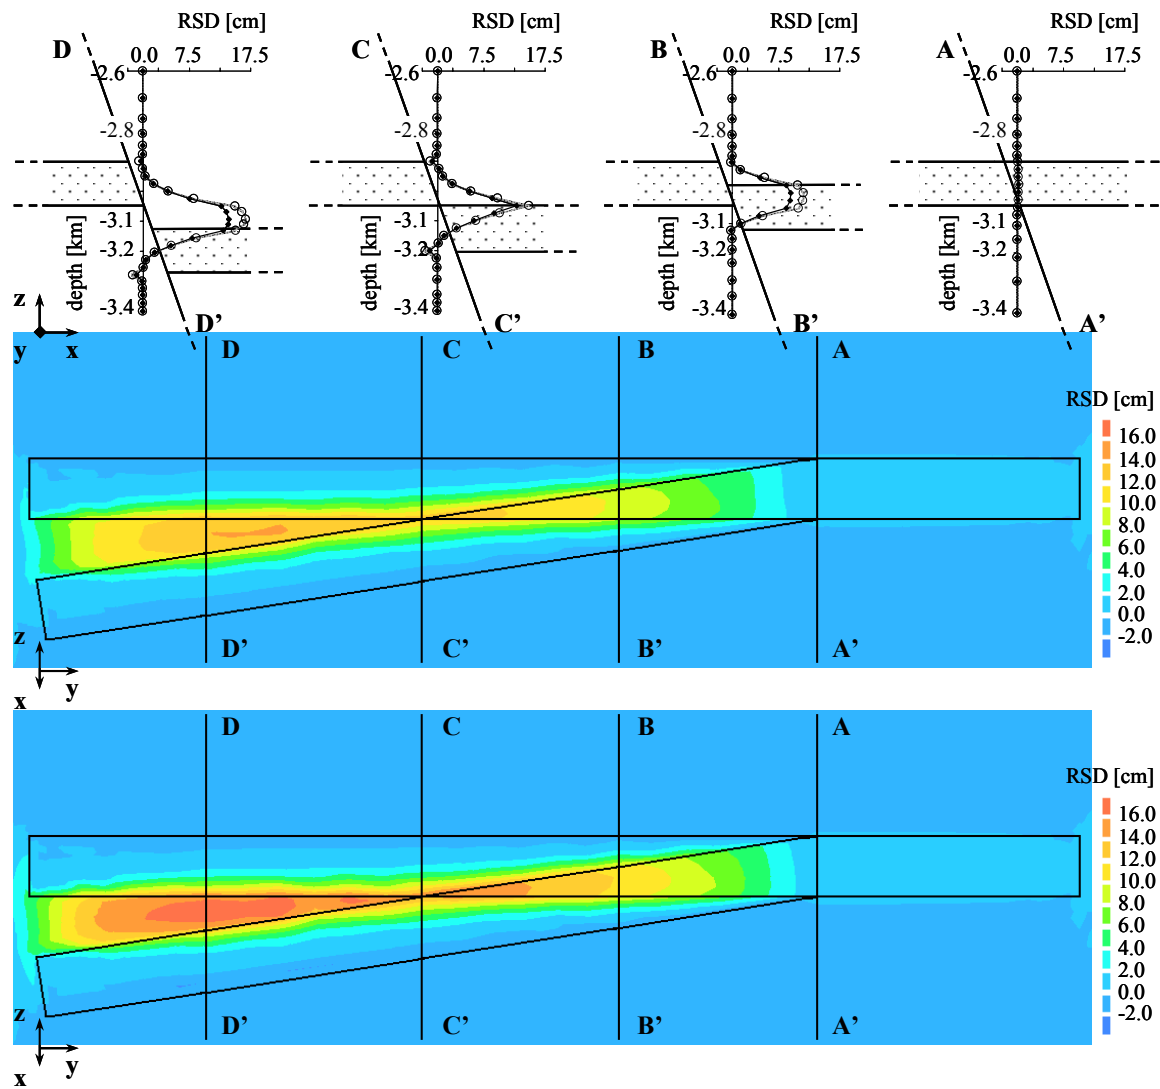 RSD [cm] RSD [cm] RSD [cm] RSD [cm]
D C B A
0.0 7.5 17.5 0.0 7.5 17.5 0.0 7.5 17.5 0.0 7.5 17.5
-2.6 -2.6 -2.6 -2.6
-2.8 -2.8 -2.8 -2.8
-3.1 -3.1 -3.1 -3.1
-3.2 -3.2 -3.2 -3.2
depth [km] depth [km] depth [km] depth [km]
-3.4 -3.4 -3.4 -3.4
z
D’ C’ B’ A’
y x
D C B A
RSD [cm]
16.0
14.0
12.0
10.0
8.0
6.0
4.0
2.0
0.0
-2.0
z
D’ C’ B’ A’
y
x
D C B A
RSD [cm]
16.0
14.0
12.0
10.0
8.0
6.0
4.0
2.0
0.0
-2.0
z
D’ C’ B’ A’
y
x